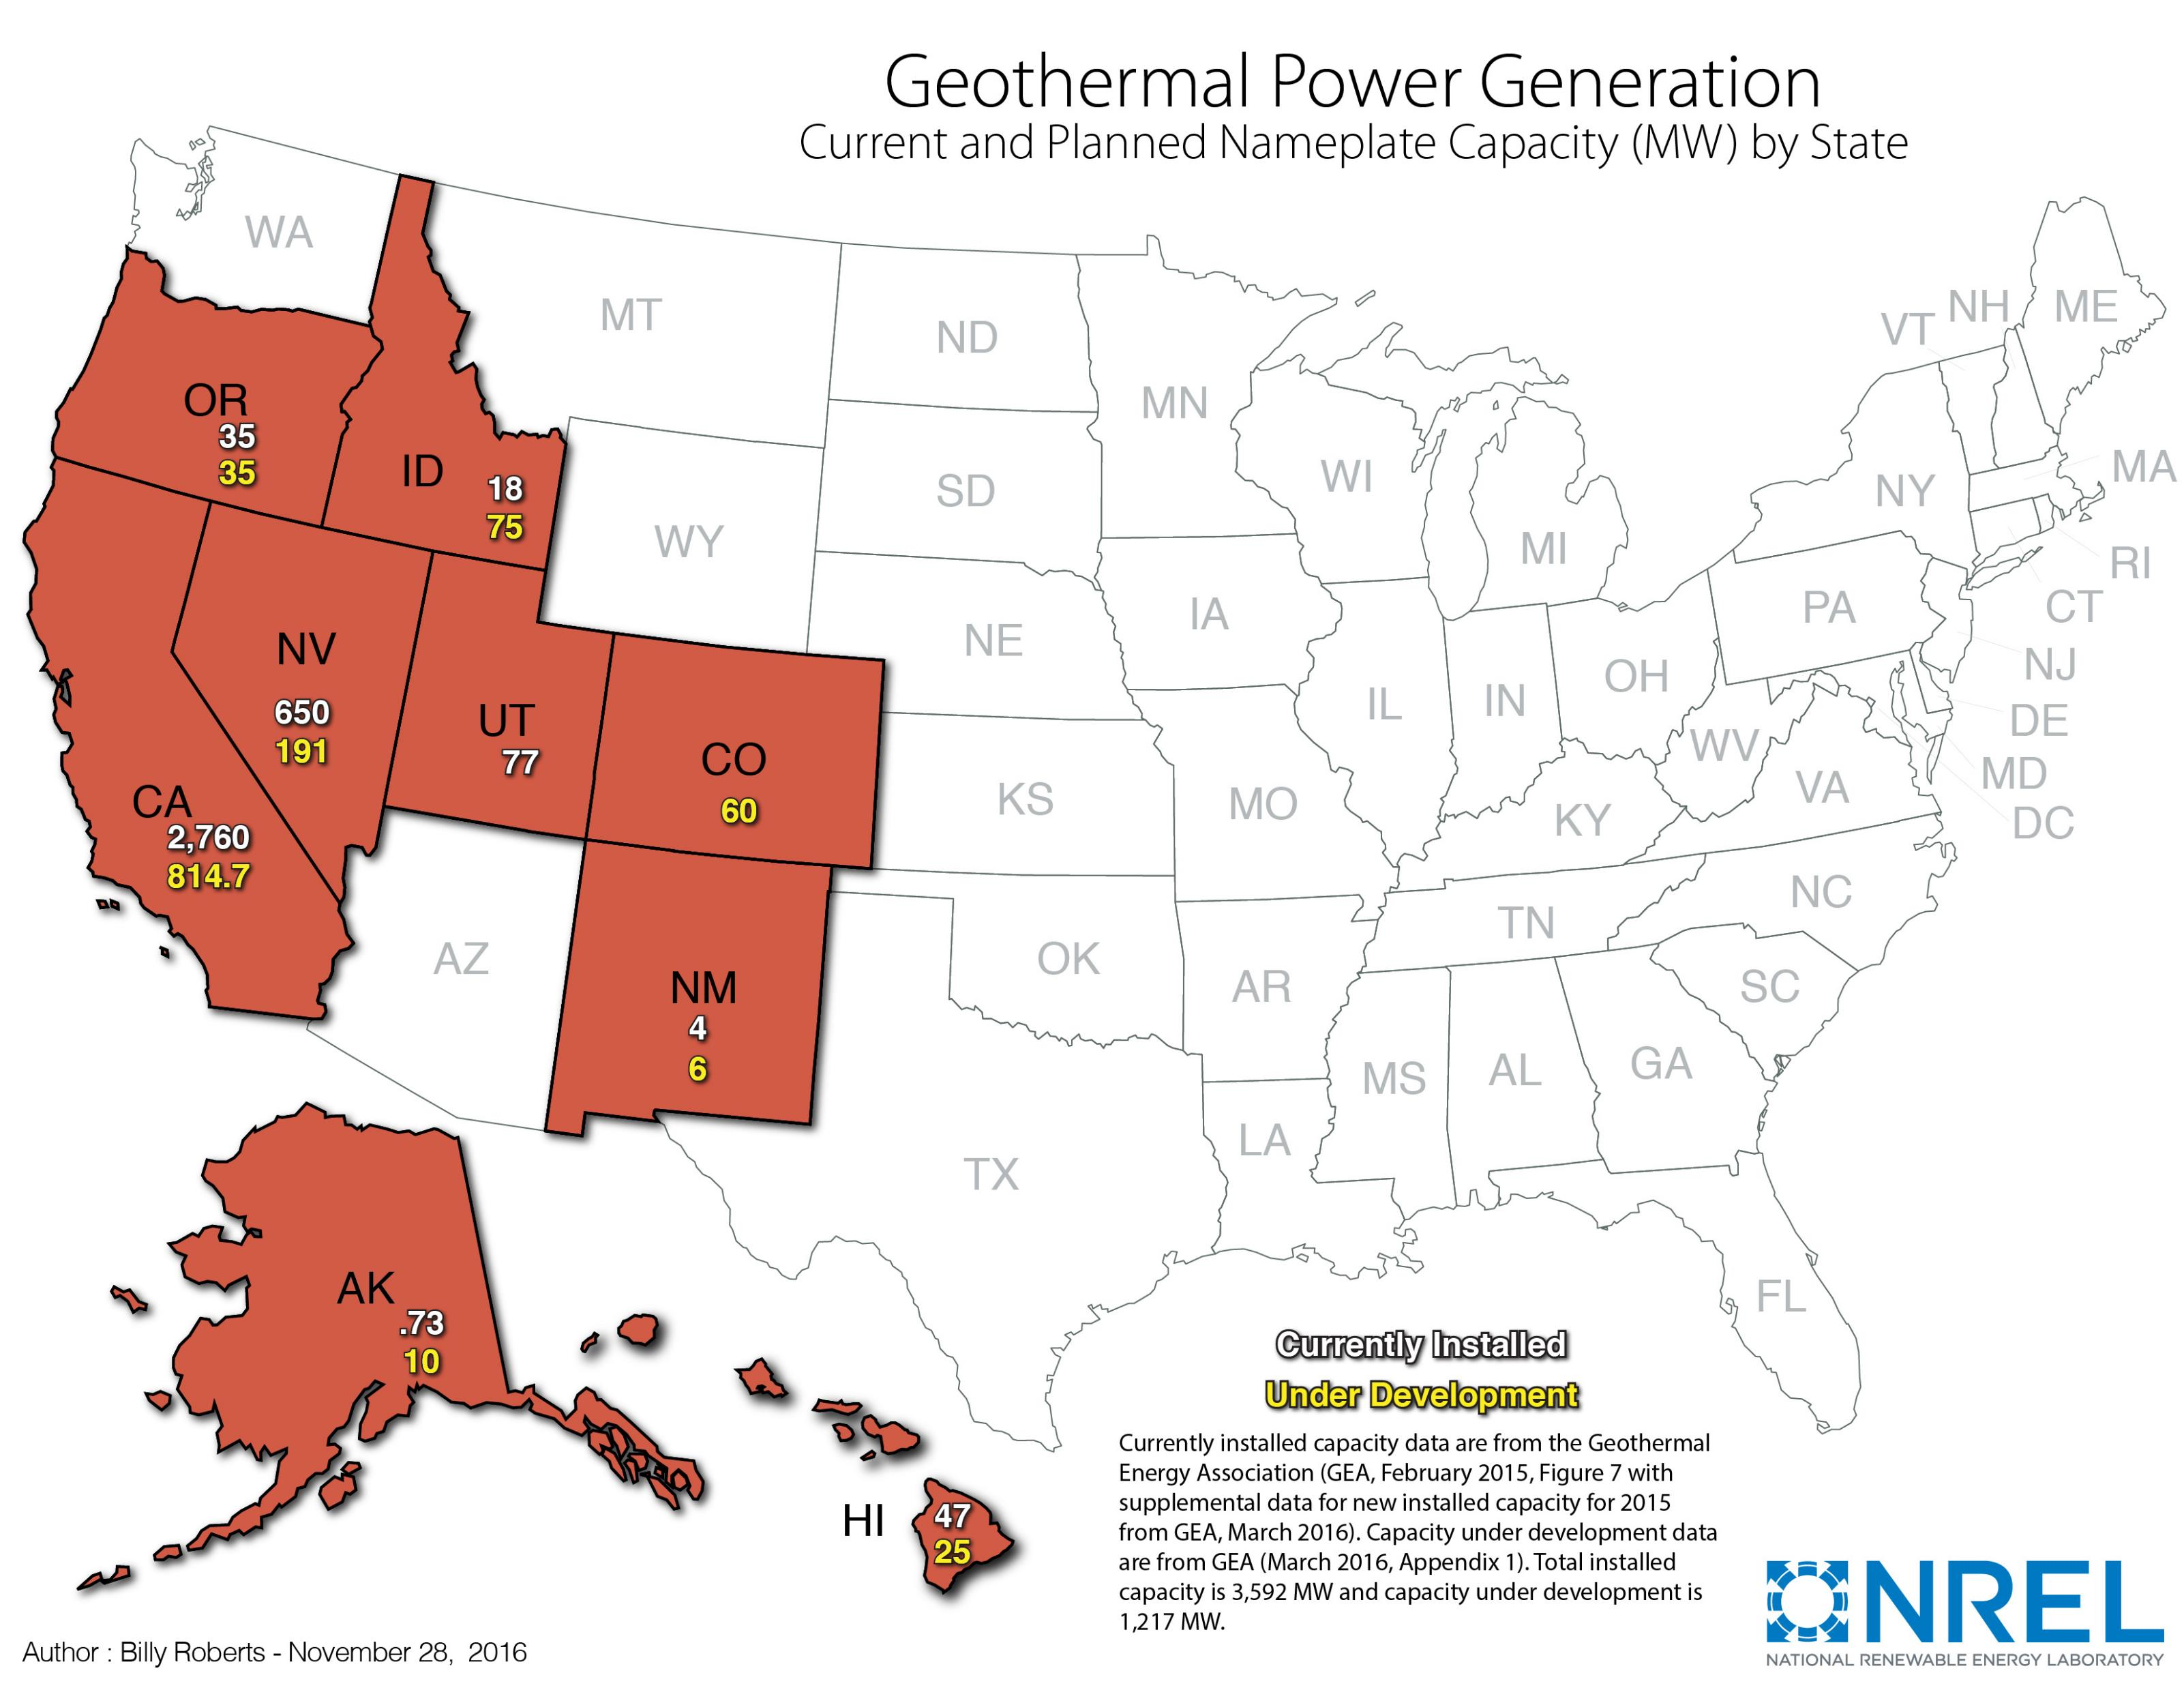 Geothermal Power Generation
Current and Planned Nameplate Capacity (MW) by State
WA
MT
ND
MN
VT
NH
ME
OR
35
35
ID
18
75
WY
SD
WI
MI
NY
MA
RI
CT
NJ
DE
MD
DC
NV
650
191
UT
77
CO
60
NE
IA
IL
IN
OH
PA
WV
VA
CA
2,760
814.7
KS
MO
KY
NC
TN
AZ
NM
4
6
OK
AR
SC
MS
AL
GA
LA
TX
FL
AK
.73
10
HI
47
25
Currently Installed
Under Development
Currently installed capacity data are from the Geothermal
Energy Association (GEA, February 2015, Figure 7 with
supplemental data for new installed capacity for 2015
from GEA, March 2016). Capacity under development data
are from GEA (March 2016, Appendix 1). Total installed
capacity is 3,592 MW and capacity under development is
1,217 MW.
Author : Billy Roberts - November 28, 2016
NREL
NATIONAL RENEWABLE ENERGY LABORATORY